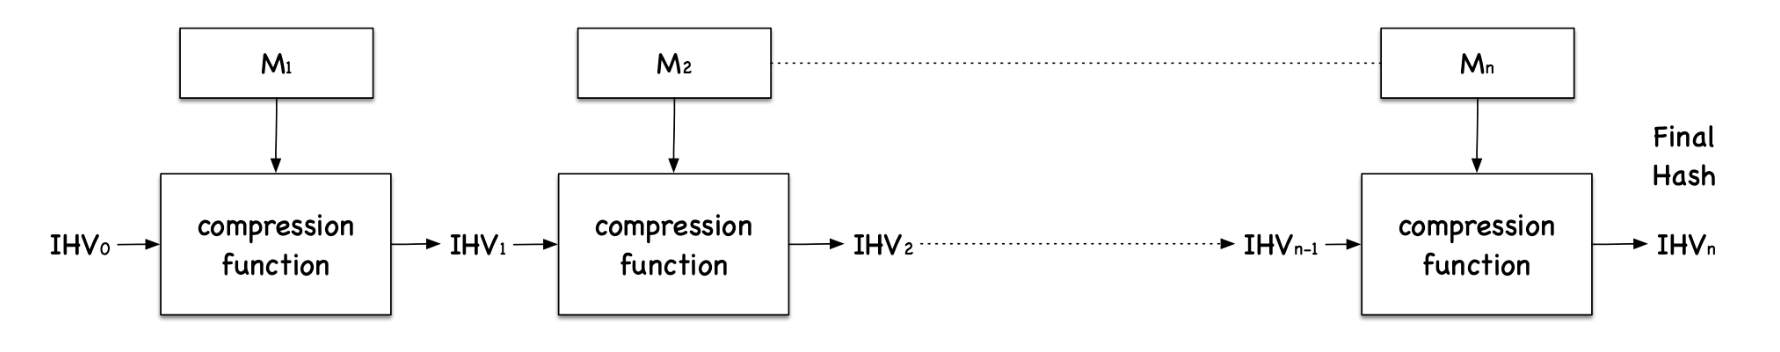 M1
M2
Mn
Final
Hash
compression
function
compression
function
compression
function
IHV0
IHV1
IHV2
IHVn-1
IHVn